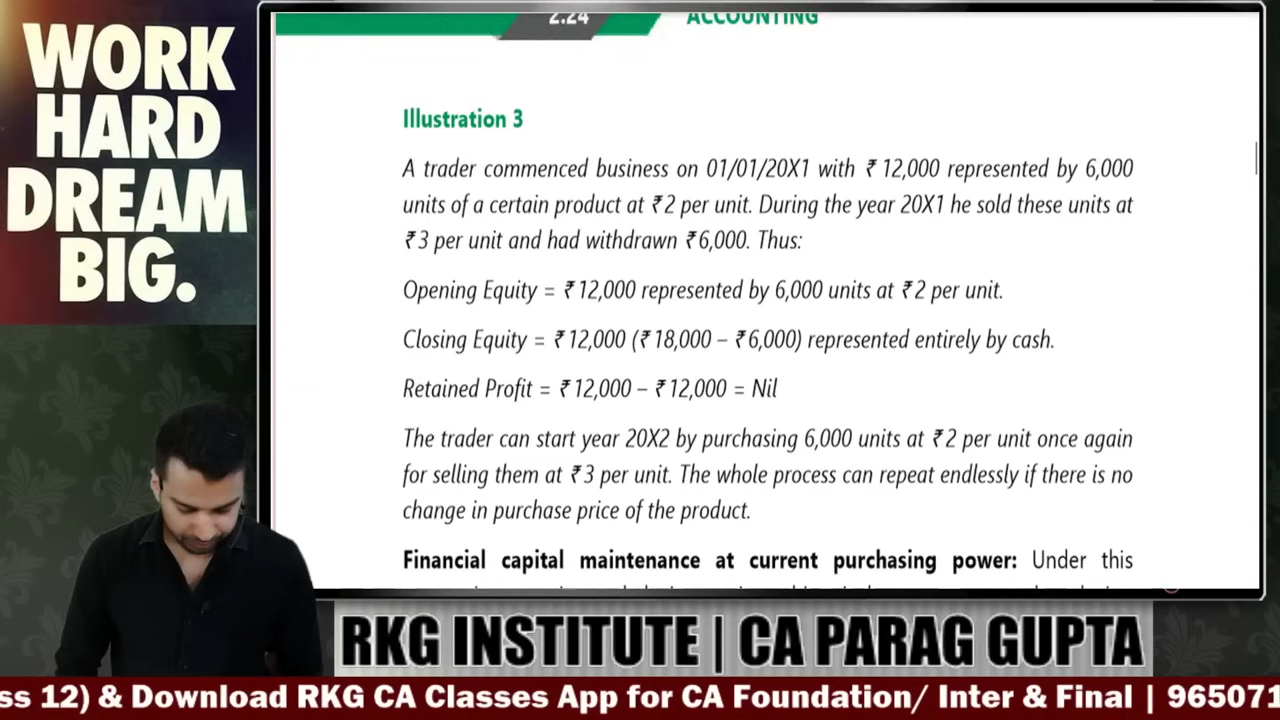 WORK
HARD
DREAM
BIG.
2.24
ACCOUNTING
Illustration 3
A trader commenced business on 01/01/20X1 with ₹ 12,000 represented by 6,000
units of a certain product at ₹ 2 per unit. During the year 20X1 he sold these units at
₹ 3 per unit and had withdrawn ₹ 6,000. Thus:
Opening Equity = ₹ 12,000 represented by 6,000 units at ₹ 2 per unit.
Closing Equity = ₹ 12,000 (₹ 18,000 – ₹ 6,000) represented entirely by cash.
Retained Profit = ₹ 12,000 – ₹ 12,000 = Nil
The trader can start year 20X2 by purchasing 6,000 units at ₹ 2 per unit once again
for selling them at ₹ 3 per unit. The whole process can repeat endlessly if there is no
change in purchase price of the product.
Financial capital maintenance at current purchasing power: Under this
RKG INSTITUTE | CA PARAG GUPTA
ss 12) & Download RKG CA Classes App for CA Foundation/ Inter & Final | 965071